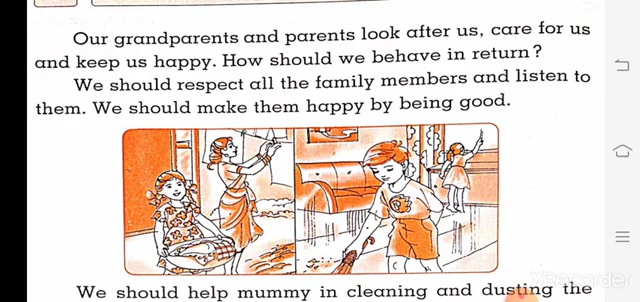 Our grandparents and parents look after us, care for us
and keep us happy. How should we behave in return?
We should respect all the family members and listen to
them. We should make them happy by being good.
We should help mummy in cleaning and dusting the
XRecorder